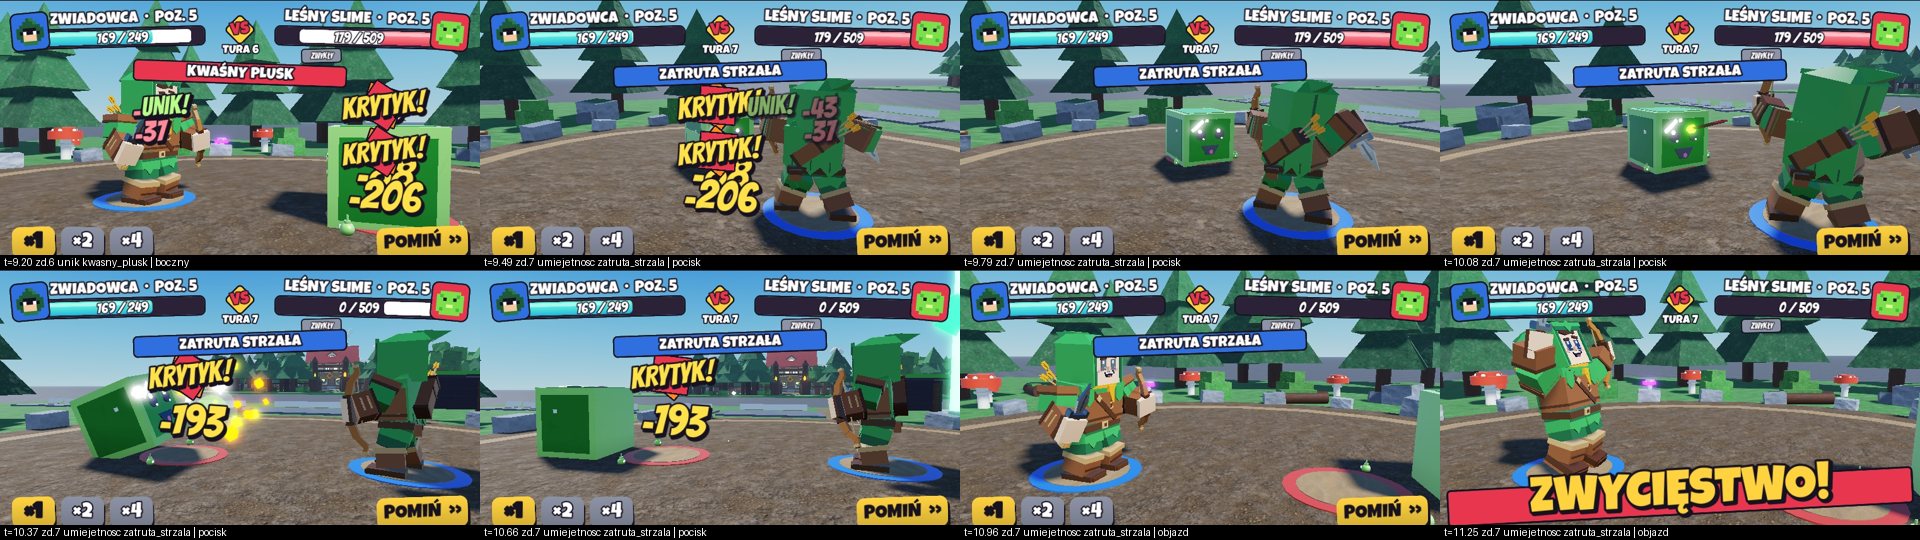 ZWIADOWCA • POZ. 5
169/249
VS
TURA 6
LEŚNY SLIME • POZ. 5
179/509
ZWYKŁY
KWAŚNY PLUSK
-UNIK!
-37
KRYTYK!
KRYTYK!
-206
#1
×2
×4
POMIŃ »
t=9.20 zd.6 unik kwasny_plusk | boczny
ZWIADOWCA • POZ. 5
169/249
VS
TURA 7
LEŚNY SLIME • POZ. 5
179 / 509
ZWYKŁY
ZATRUTA STRZAŁA
KRYTYK!
UNIK!
-43
-37
KRYTYK!
-206
#1
×2
×4
POMIŃ »
t=9.49 zd.7 umiejetnosc zatruta_strzala | pocisk
ZWIADOWCA • POZ. 5
169/249
VS
TURA 7
LEŚNY SLIME • POZ. 5
179 / 509
ZWYKŁY
ZATRUTA STRZAŁA
#1
×2
×4
POMIŃ »
t=9.79 zd.7 umiejetnosc zatruta_strzala | pocisk
ZWIADOWCA • POZ. 5
169/249
VS
TURA 7
LEŚNY SLIME • POZ. 5
179 / 509
ZWYKŁY
ZATRUTA STRZAŁA
#1
×2
×4
POMIŃ »
t=10.08 zd.7 umiejetnosc zatruta_strzala | pocisk
ZWIADOWCA • POZ. 5
169/249
VS
TURA 7
LEŚNY SLIME • POZ. 5
0 / 509
ZWYKŁY
ZATRUTA STRZAŁA
KRYTYK!
-193
#1
×2
×4
POMIŃ »
t=10.37 zd.7 umiejetnosc zatruta_strzala | pocisk
ZWIADOWCA • POZ. 5
169/249
VS
TURA 7
LEŚNY SLIME • POZ. 5
0 / 509
ZWYKŁY
ZATRUTA STRZAŁA
KRYTYK!
-193
#1
×2
×4
POMIŃ »
t=10.66 zd.7 umiejetnosc zatruta_strzala | pocisk
ZWIADOWCA • POZ. 5
169/249
VS
TURA 7
LEŚNY SLIME • POZ. 5
0 / 509
ZWYKŁY
ZATRUTA STRZAŁA
#1
×2
×4
POMIŃ »
t=10.96 zd.7 umiejetnosc zatruta_strzala | objazd
ZWIADOWCA • POZ. 5
169/249
VS
TURA 7
LEŚNY SLIME • POZ. 5
0 / 509
ZWYKŁY
ZWYCIĘSTWO!
t=11.25 zd.7 umiejetnosc zatruta_strzala | objazd